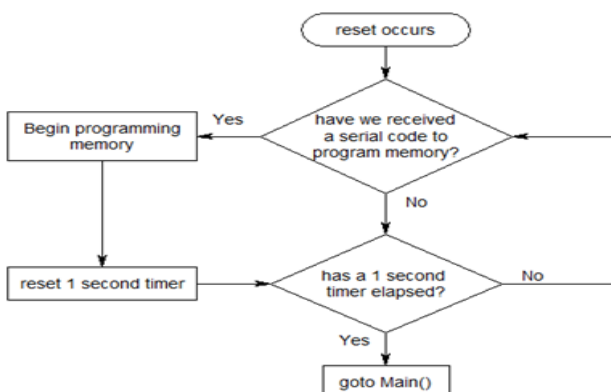 reset occurs
have we received
a serial code to
program memory?
Yes
Begin programming
memory
No
reset 1 second timer
has a 1 second
timer elapsed?
No
Yes
goto Main()